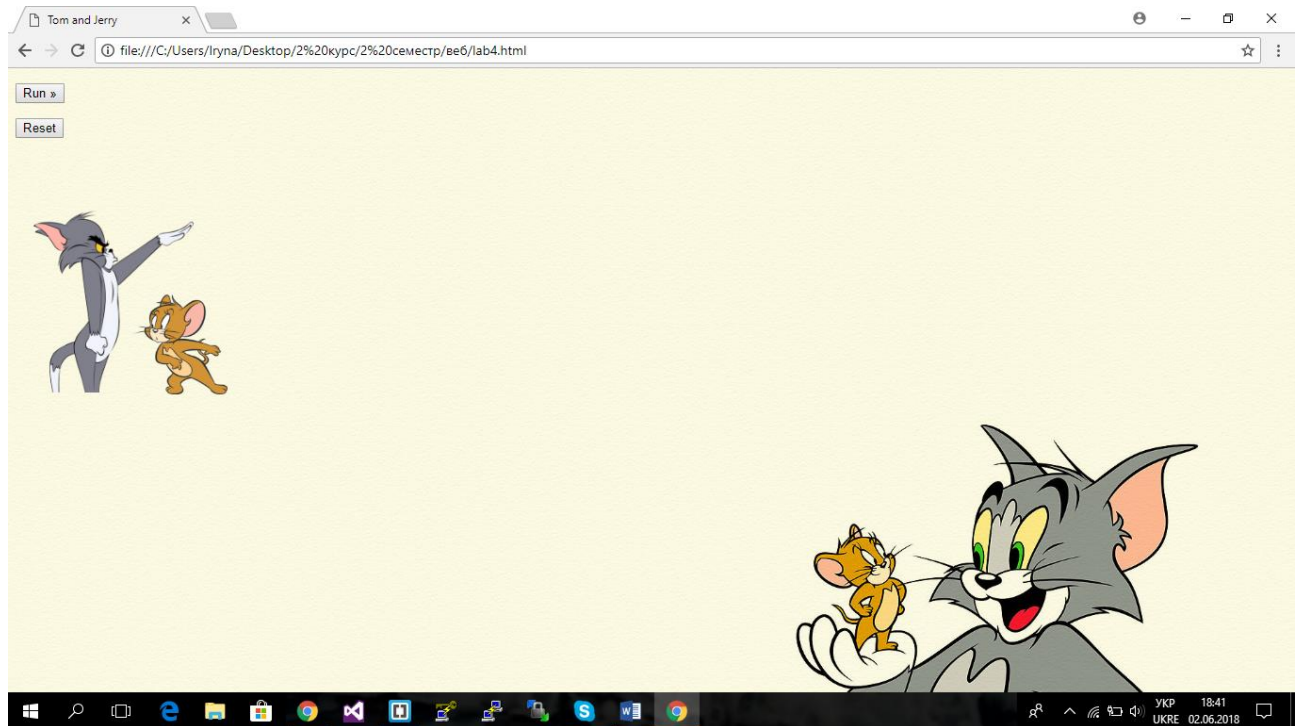 Tom and Jerry
file:///C:/Users/Iryna/Desktop/2%20курс/2%20семестр/веб/lab4.html
Run »
Reset
УКР 18:41
UKRE 02.06.2018